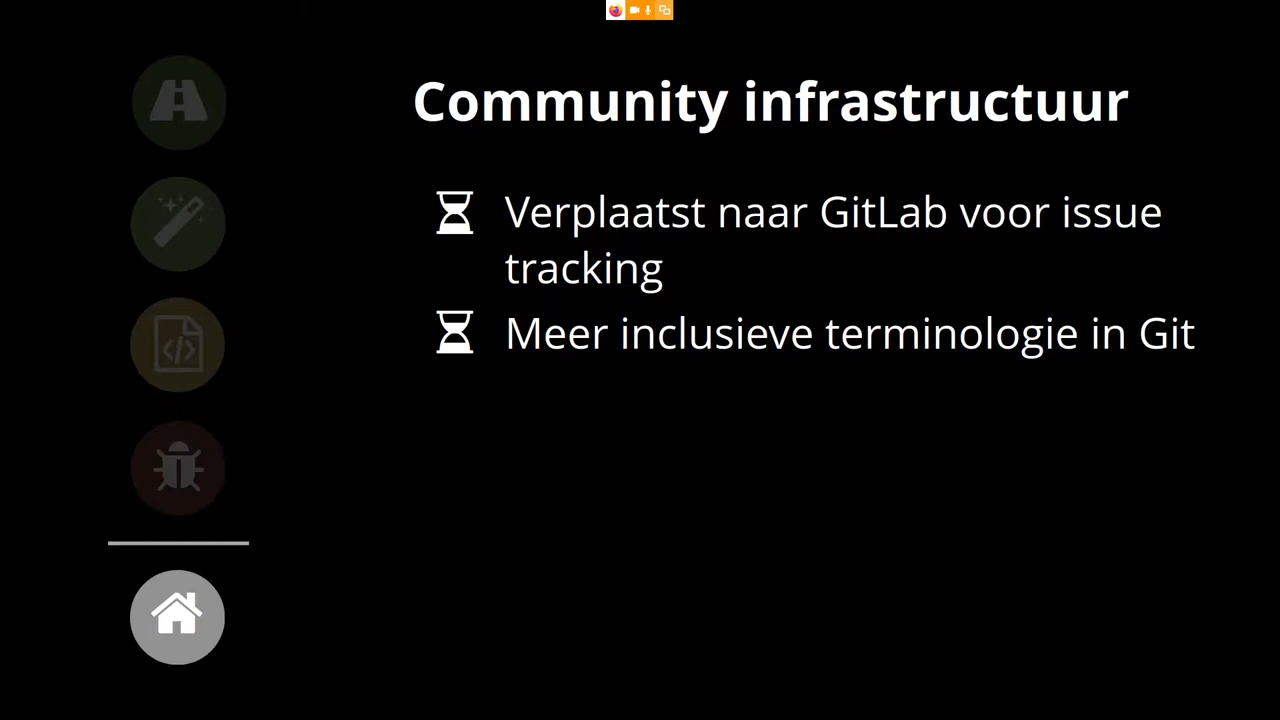 Community infrastructuur
Verplaatst naar GitLab voor issue
tracking
Meer inclusieve terminologie in Git